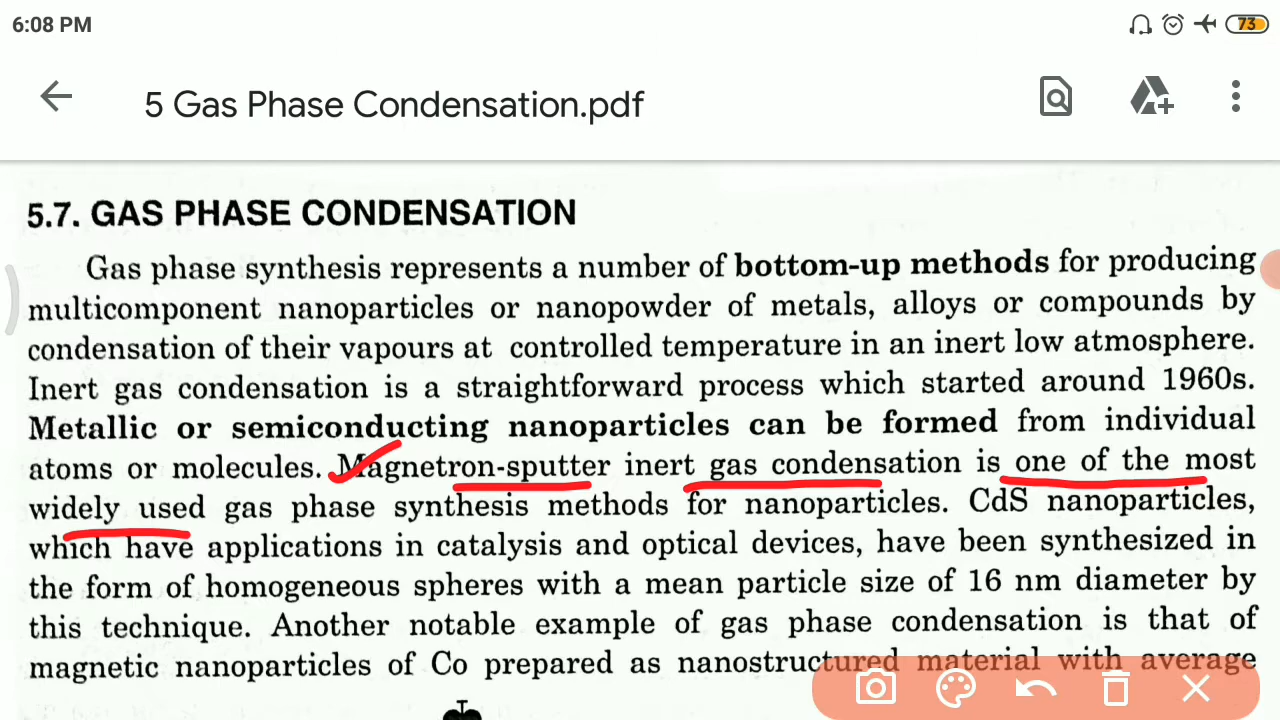 6:08 PM
73
5 Gas Phase Condensation.pdf
5.7. GAS PHASE CONDENSATION
Gas phase synthesis represents a number of bottom-up methods for producing
multicomponent nanoparticles or nanopowder of metals, alloys or compounds by
condensation of their vapours at controlled temperature in an inert low atmosphere.
Inert gas condensation is a straightforward process which started around 1960s.
Metallic or semiconducting nanoparticles can be formed from individual
atoms or molecules. Magnetron-sputter inert gas condensation is one of the most
widely used gas phase synthesis methods for nanoparticles. CdS nanoparticles,
which have applications in catalysis and optical devices, have been synthesized in
the form of homogeneous spheres with a mean particle size of 16 nm diameter by
this technique. Another notable example of gas phase condensation is that of
magnetic nanoparticles of Co prepared as nanostructured material with average